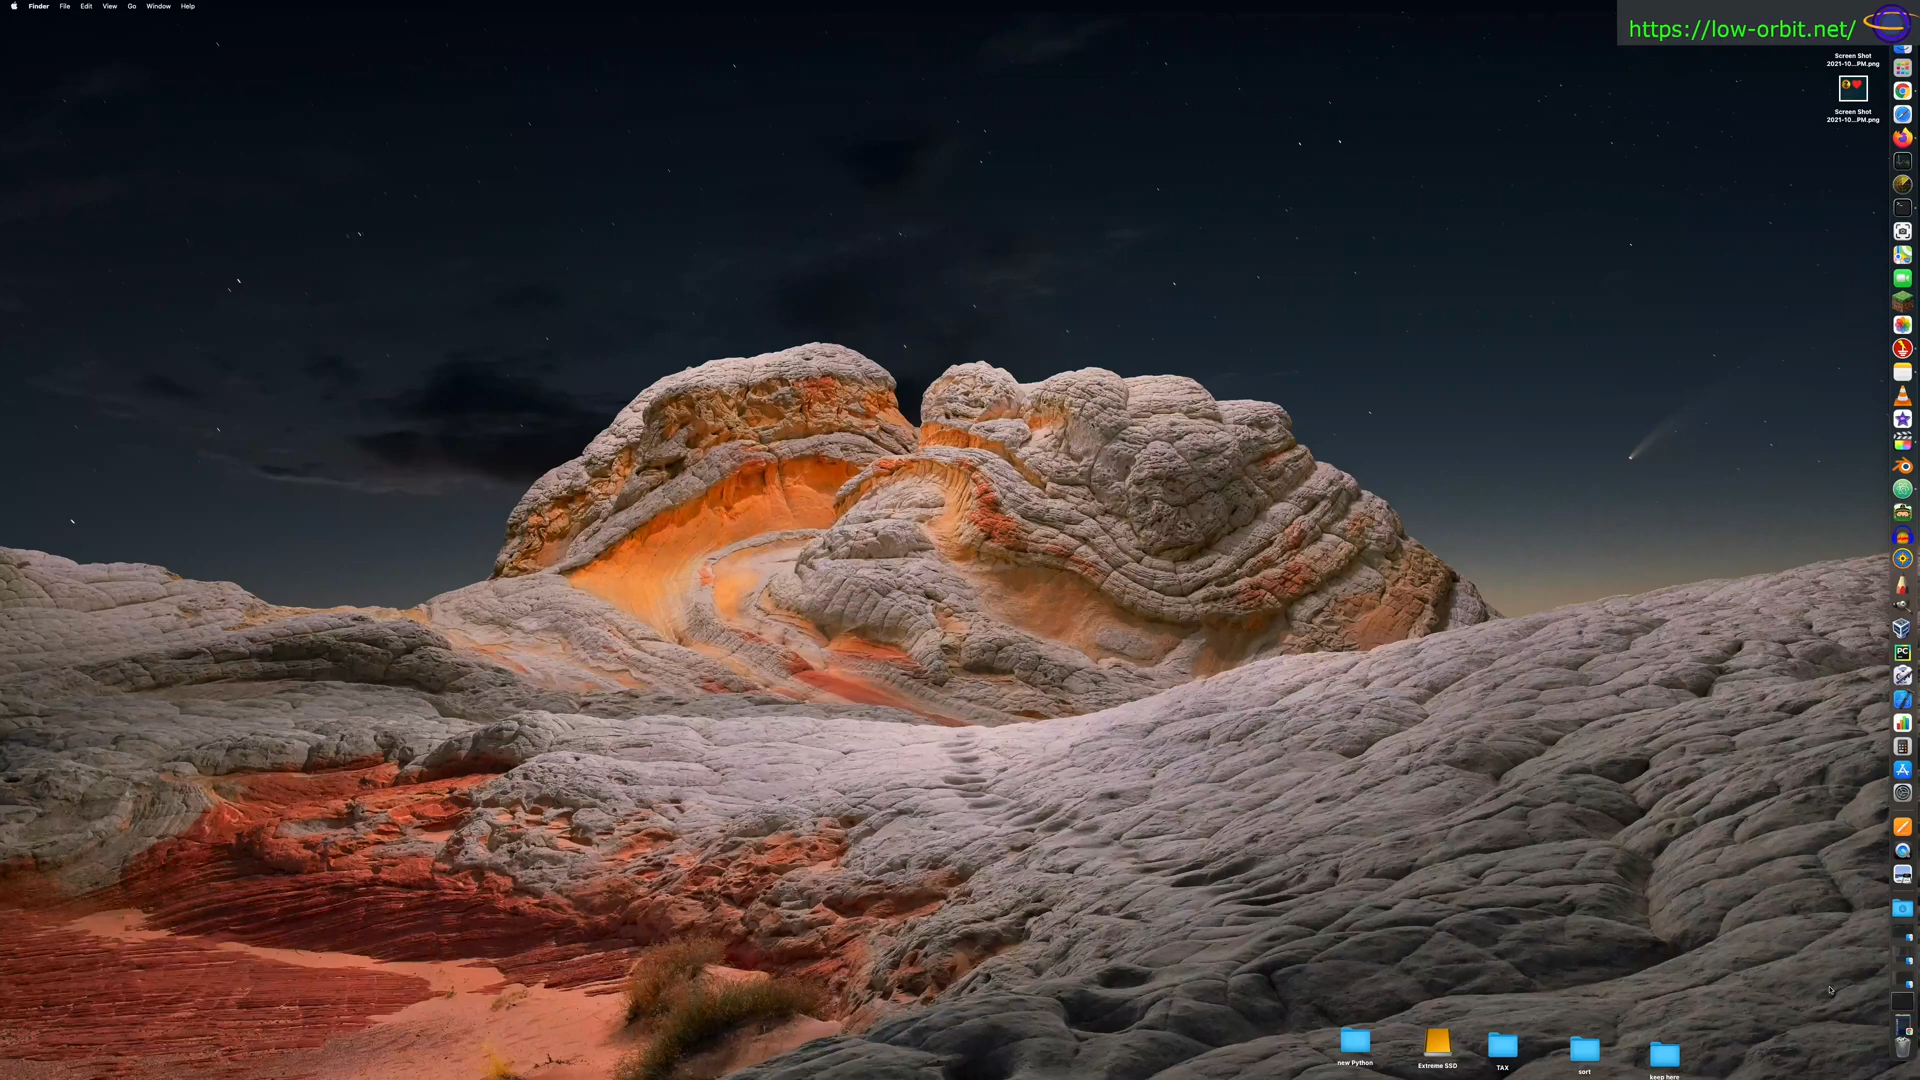 Finder File Edit View Go Window Help
https://low-orbit.net/
Screen Shot
2021-10...PM.png
Screen Shot
2021-10...PM.png
PC
new Python
Extreme SSD
TAX
sort
keep here